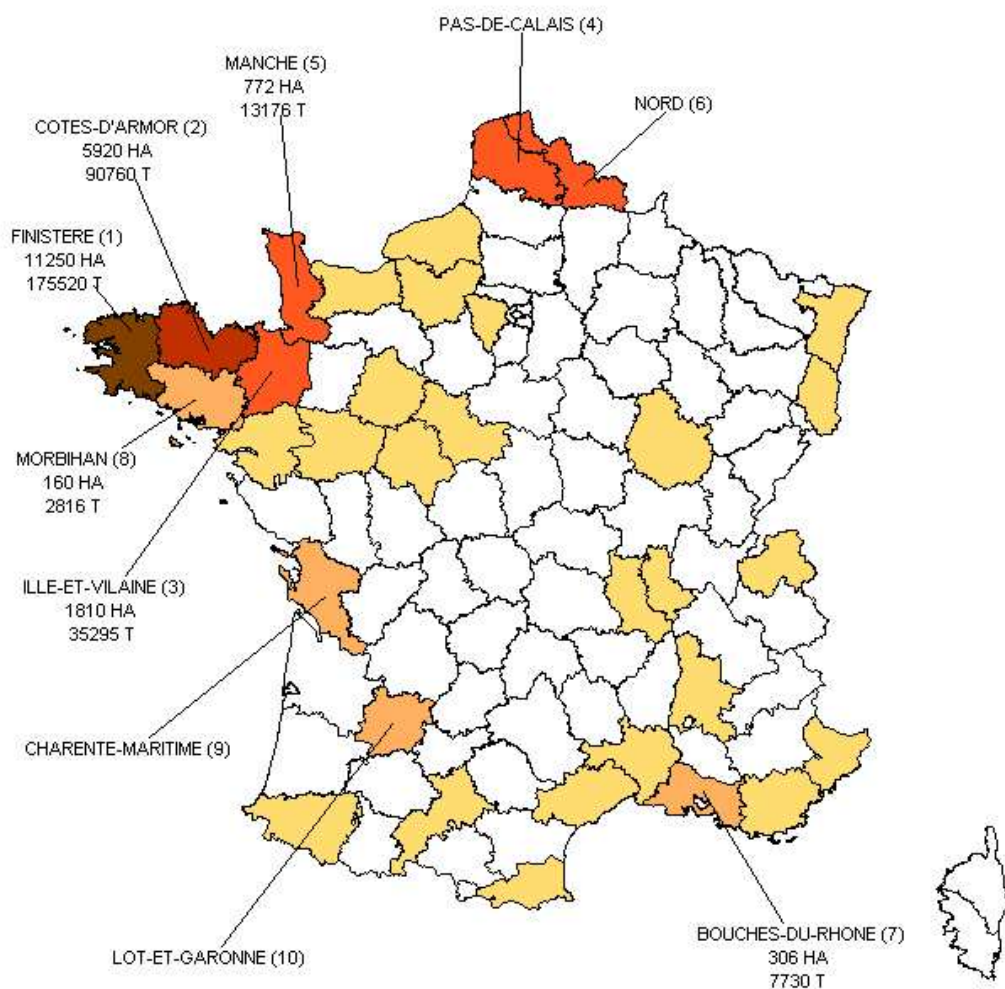 PAS-DE-CALAIS (4)
MANCHE (5)
772 HA
13176 T
NORD (6)
COTES-D'ARMOR (2)
5920 HA
90760 T
FINISTERE (1)
11250 HA
175520 T
MORBIHAN (8)
160 HA
2816 T
ILLE-ET-VILAINE (3)
1810 HA
35295 T
CHARENTE-MARITIME (9)
LOT-ET-GARONNE (10)
BOUCHES-DU-RHONE (7)
306 HA
7730 T